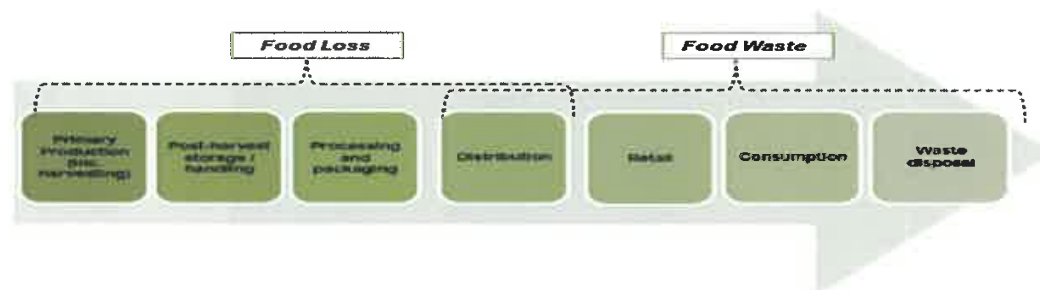 Food Loss
Food Waste
Primary
Production
(inc.
harvesting)
Post-harvest
storage /
handling
Processing
and
packaging
Distribution
Retail
Consumption
Waste
disposal